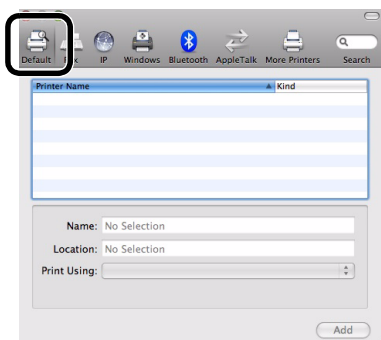 Default Fax IP Windows Bluetooth AppleTalk More Printers Search
Printer Name Kind
Name: No Selection
Location: No Selection
Print Using:
Add